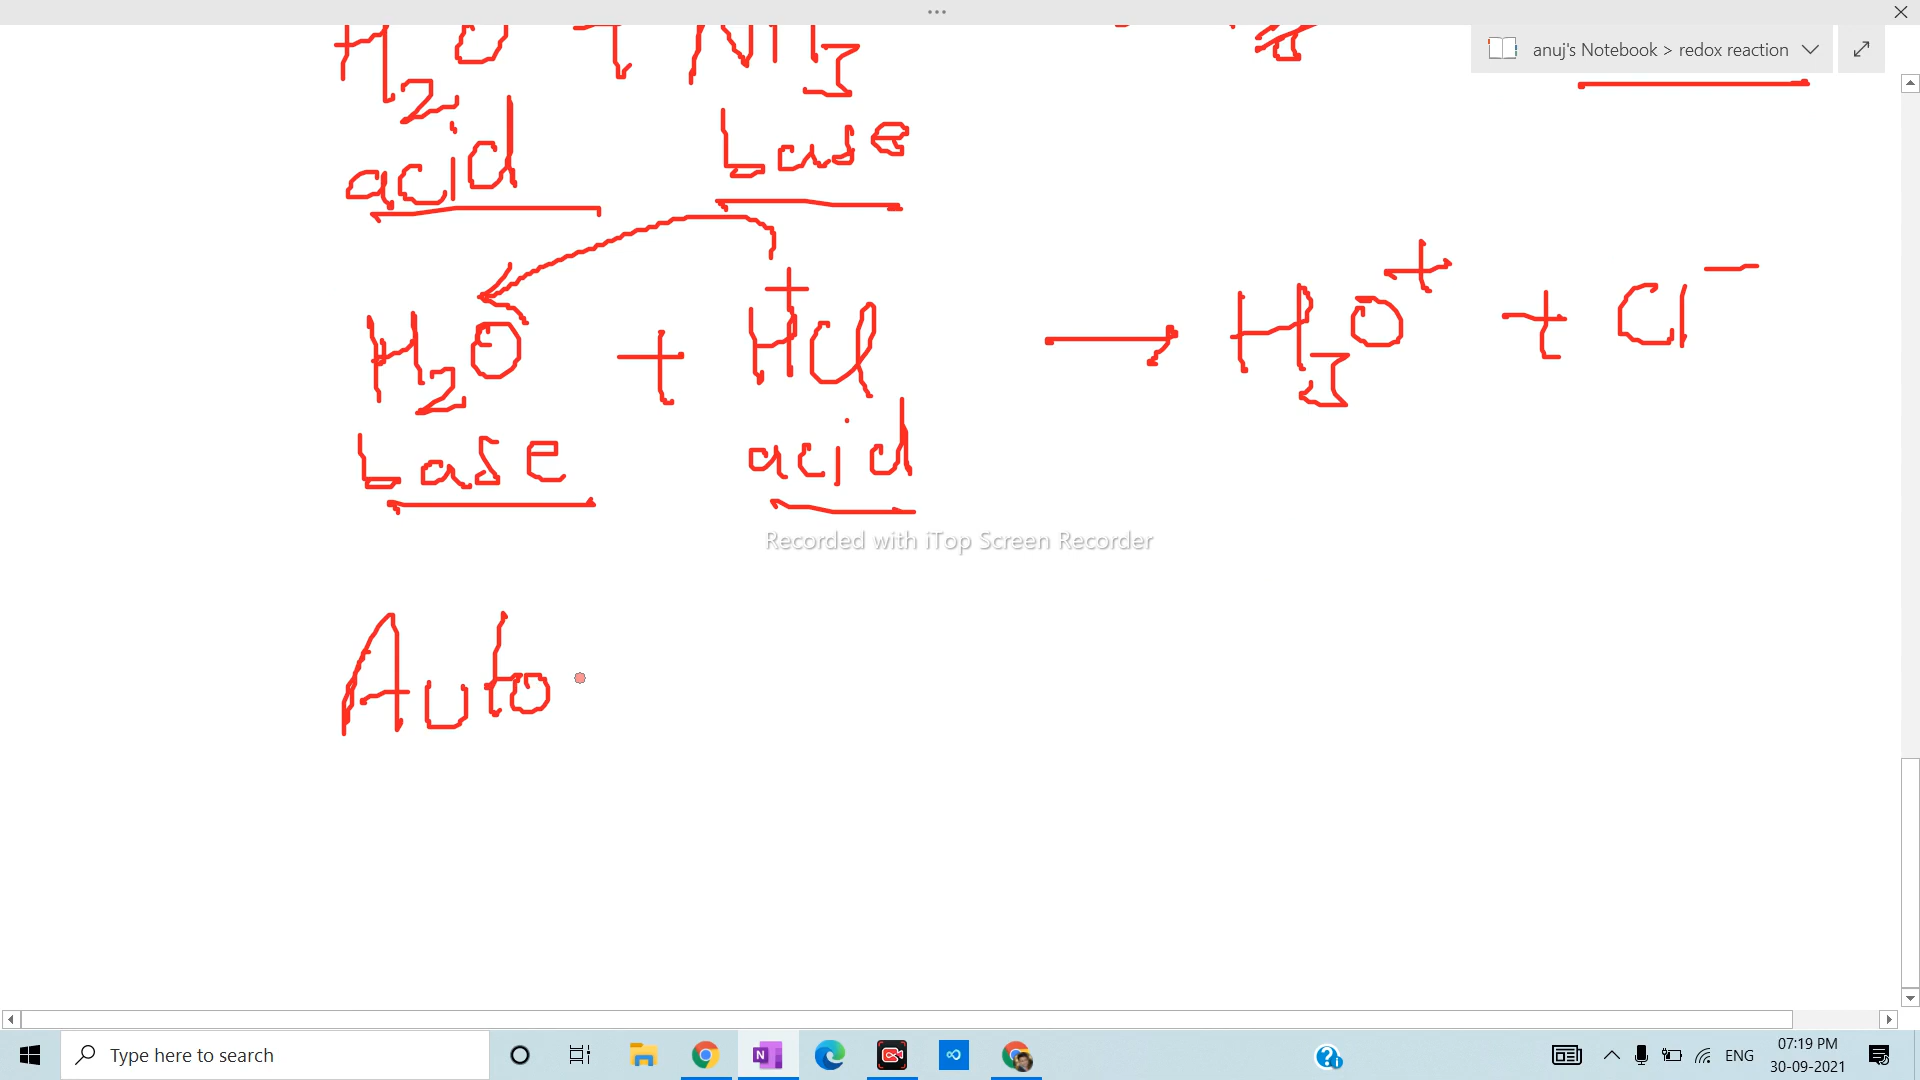 anuj's Notebook > redox reaction
H₂O + NH₃
acid base
H₂O + HCl → H₃O⁺ + Cl⁻
+
base acid
Recorded with iTop Screen Recorder
Auto
Type here to search
ENG
07:19 PM
30-09-2021